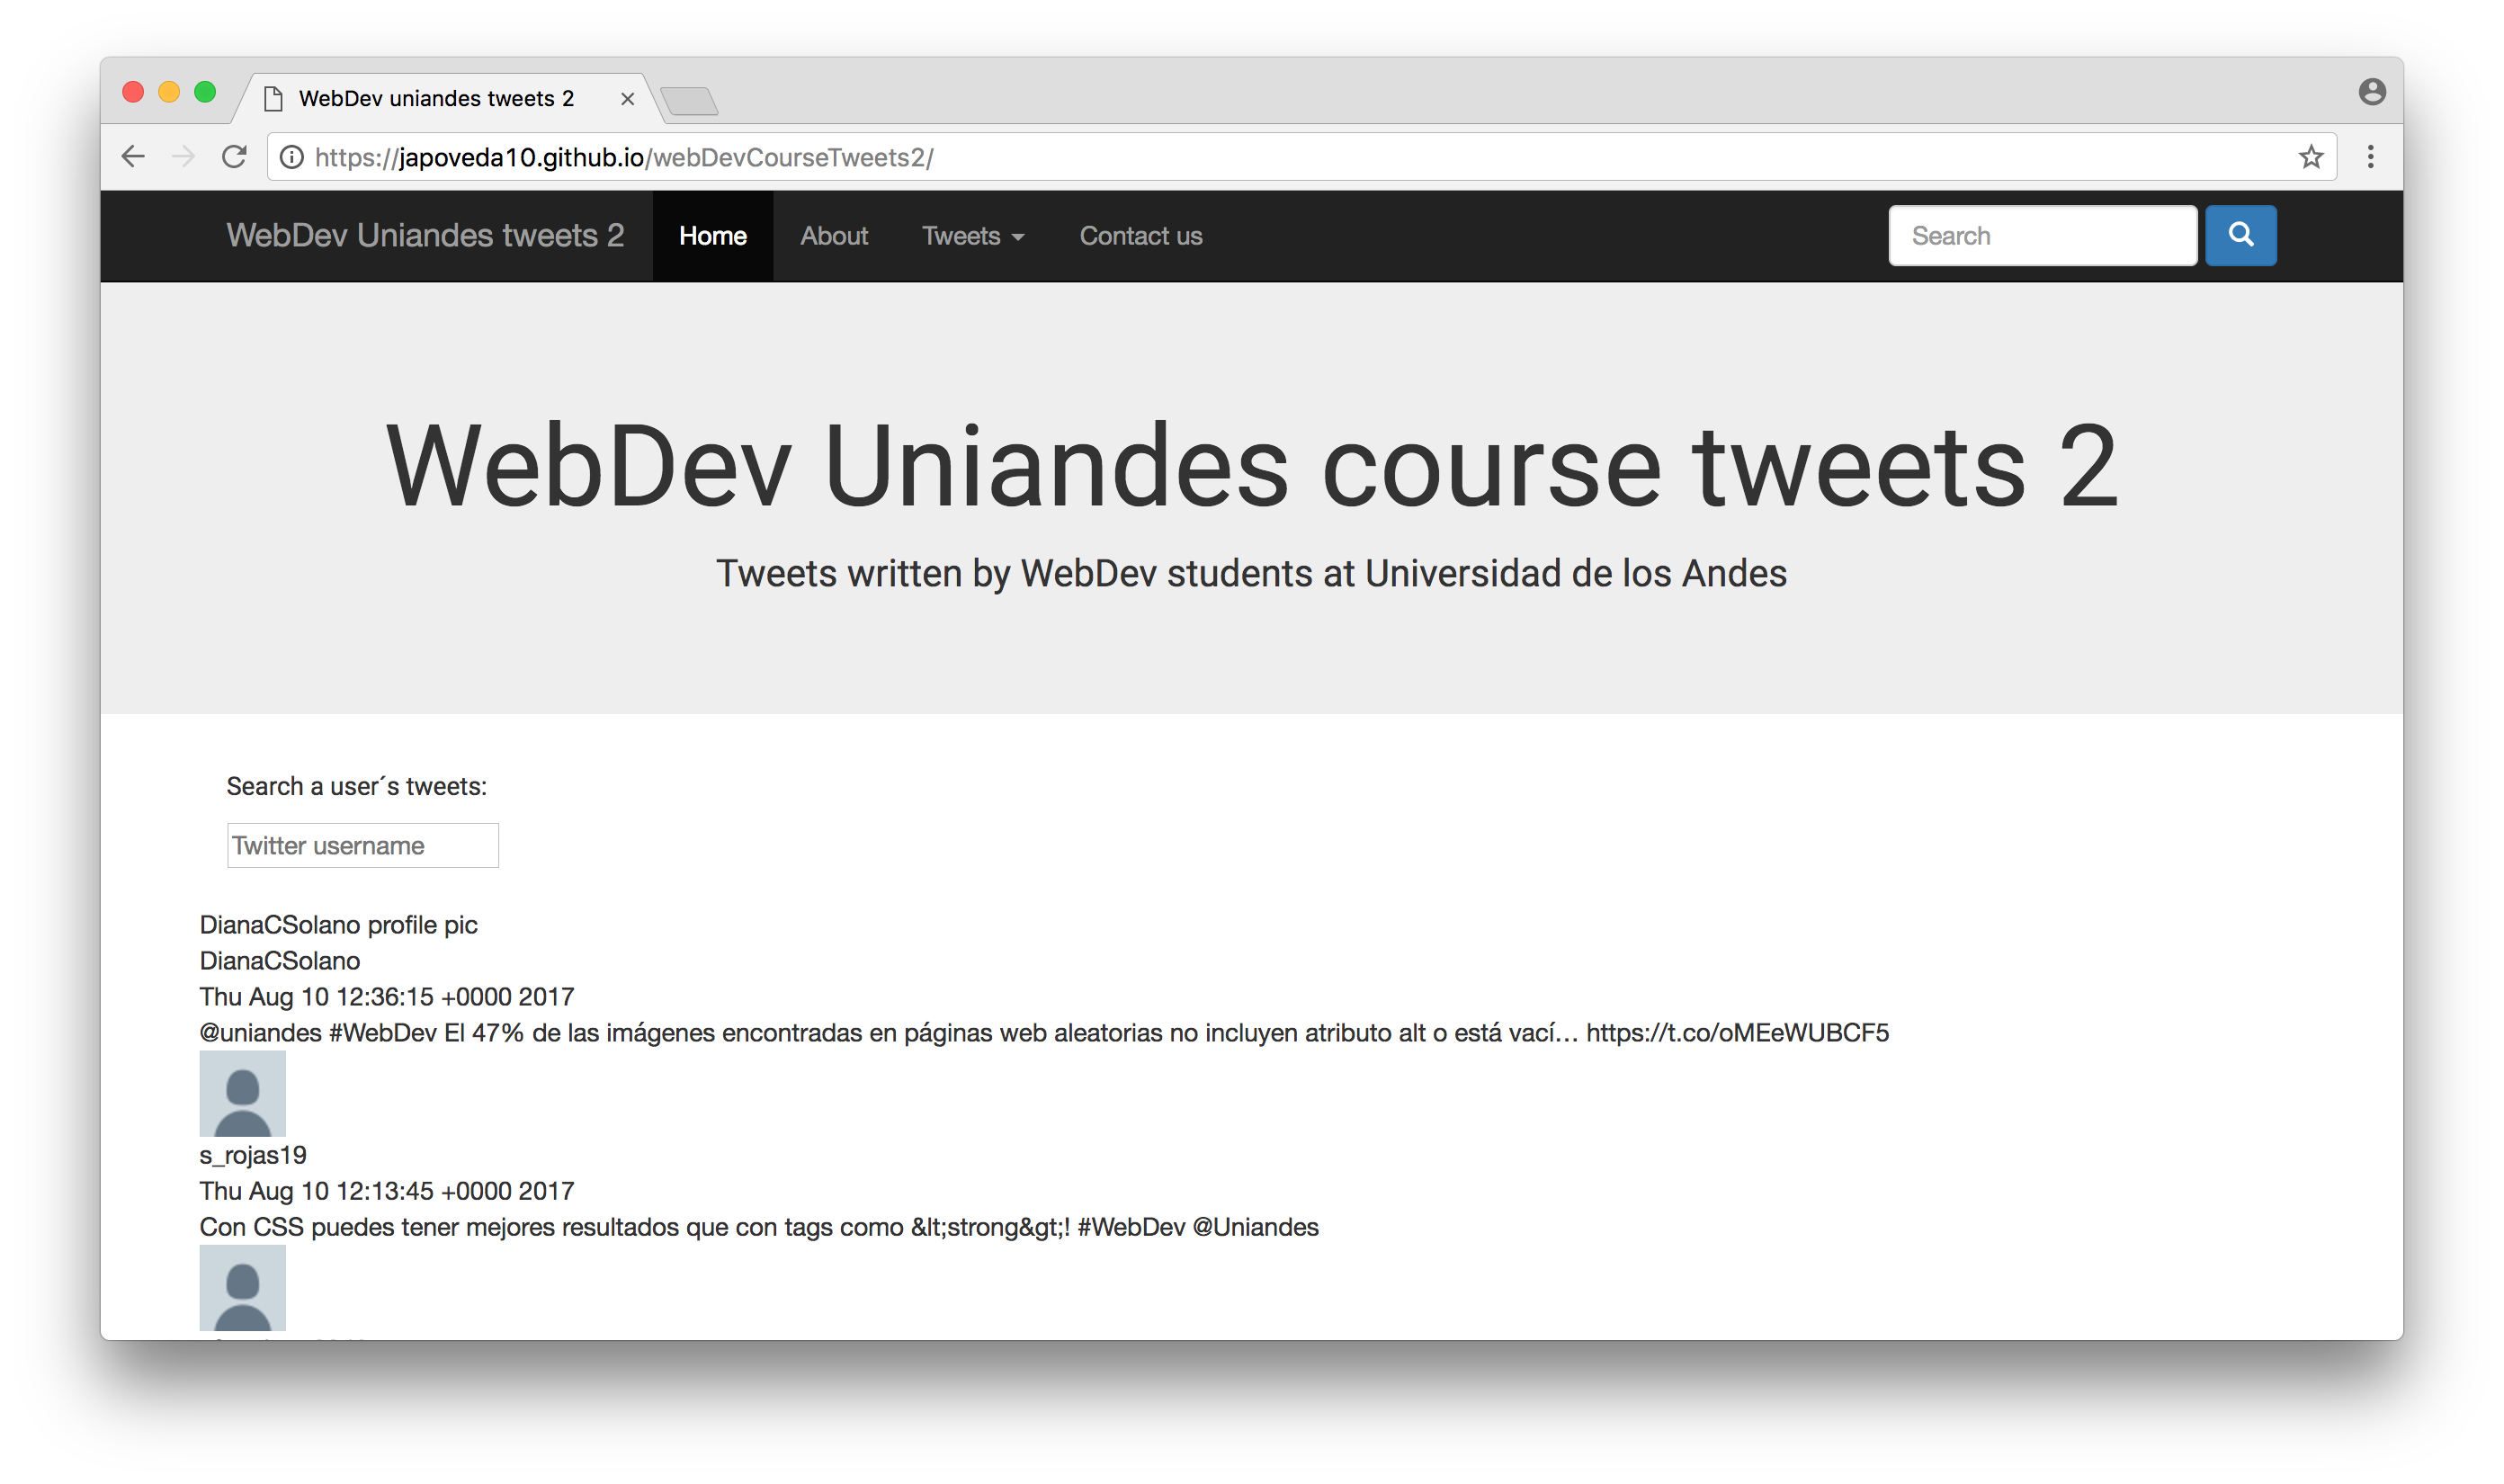 WebDev uniandes tweets 2
https://japoveda10.github.io/webDevCourseTweets2/
WebDev Uniandes tweets 2 Home About Tweets Contact us Search
WebDev Uniandes course tweets 2
Tweets written by WebDev students at Universidad de los Andes
Search a user´s tweets:
Twitter username
DianaCSolano profile pic
DianaCSolano
Thu Aug 10 12:36:15 +0000 2017
@uniandes #WebDev El 47% de las imágenes encontradas en páginas web aleatorias no incluyen atributo alt o está vací… https://t.co/oMEeWUBCF5
s_rojas19
Thu Aug 10 12:13:45 +0000 2017
Con CSS puedes tener mejores resultados que con tags como &lt;strong&gt;! #WebDev @Uniandes